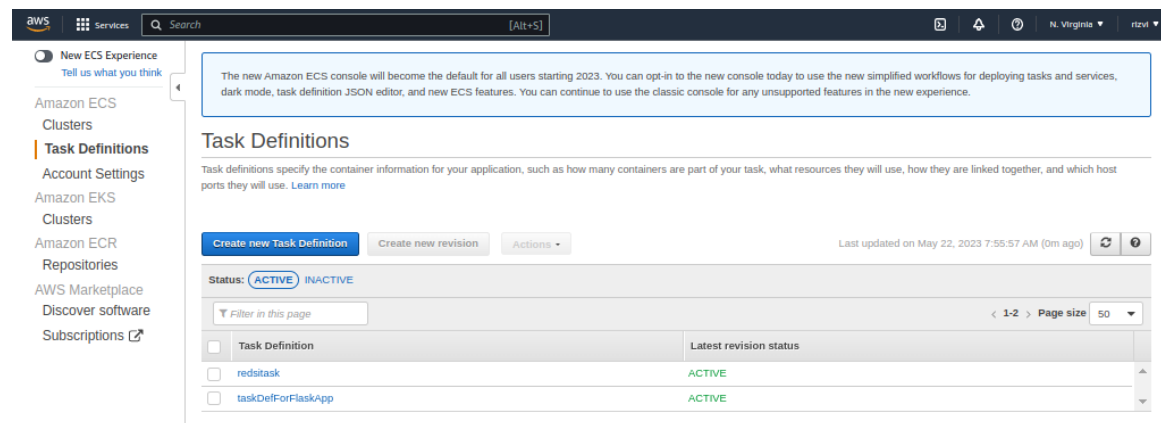 aws Services Search [Alt+S] N. Virginia ▼ rizvi ▼
New ECS Experience
Tell us what you think
Amazon ECS
Clusters
Task Definitions
Account Settings
Amazon EKS
Clusters
Amazon ECR
Repositories
AWS Marketplace
Discover software
Subscriptions
The new Amazon ECS console will become the default for all users starting 2023. You can opt-in to the new console today to use the new simplified workflows for deploying tasks and services,
dark mode, task definition JSON editor, and new ECS features. You can continue to use the classic console for any unsupported features in the new experience.
Task Definitions
Task definitions specify the container information for your application, such as how many containers are part of your task, what resources they will use, how they are linked together, and which host
ports they will use. Learn more
Create new Task Definition Create new revision Actions Last updated on May 22, 2023 7:55:57 AM (0m ago)
Status: ACTIVE INACTIVE
Filter in this page < 1-2 > Page size 50
Task Definition Latest revision status
redsitask ACTIVE
taskDefForFlaskApp ACTIVE